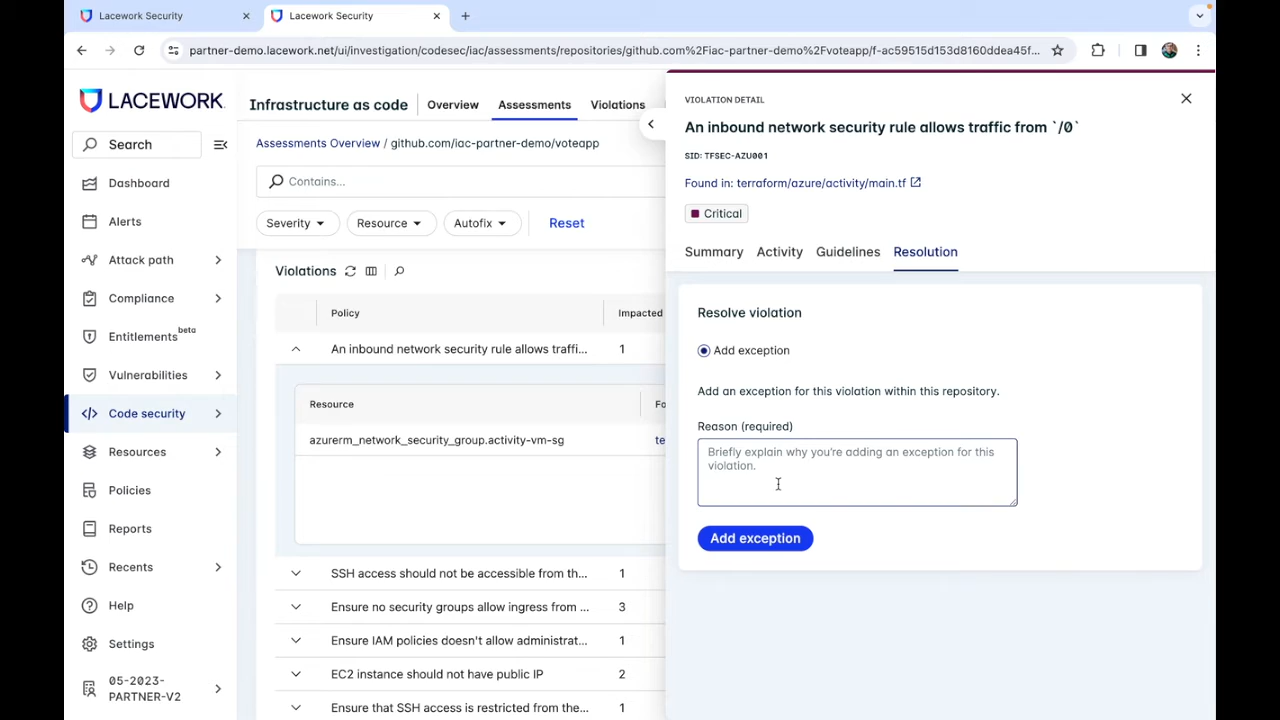 Lacework Security
Lacework Security
partner-demo.lacework.net/ui/investigation/codesec/iac/assessments/repositories/github.com%2Fiac-partner-demo%2Fvoteapp/f-ac59515d153d8160ddea45f...
LACEWORK
Search
Dashboard
Alerts
Attack path
Compliance
Entitlements beta
Vulnerabilities
Code security
Resources
Policies
Reports
Recents
Help
Settings
05-2023-
PARTNER-V2
Infrastructure as code
Overview
Assessments
Violations
Assessments Overview / github.com/iac-partner-demo/voteapp
Contains...
Severity
Resource
Autofix
Reset
Violations
Policy
Impacted
An inbound network security rule allows traffi...
1
Resource
Fo
azurerm_network_security_group.activity-vm-sg
te
SSH access should not be accessible from th...
1
Ensure no security groups allow ingress from ...
3
Ensure IAM policies doesn't allow administrat...
1
EC2 instance should not have public IP
2
Ensure that SSH access is restricted from the...
1
VIOLATION DETAIL
An inbound network security rule allows traffic from `/0`
SID: TFSEC-AZU001
Found in: terraform/azure/activity/main.tf
Critical
Summary
Activity
Guidelines
Resolution
Resolve violation
Add exception
Add an exception for this violation within this repository.
Reason (required)
Briefly explain why you're adding an exception for this
violation.
Add exception